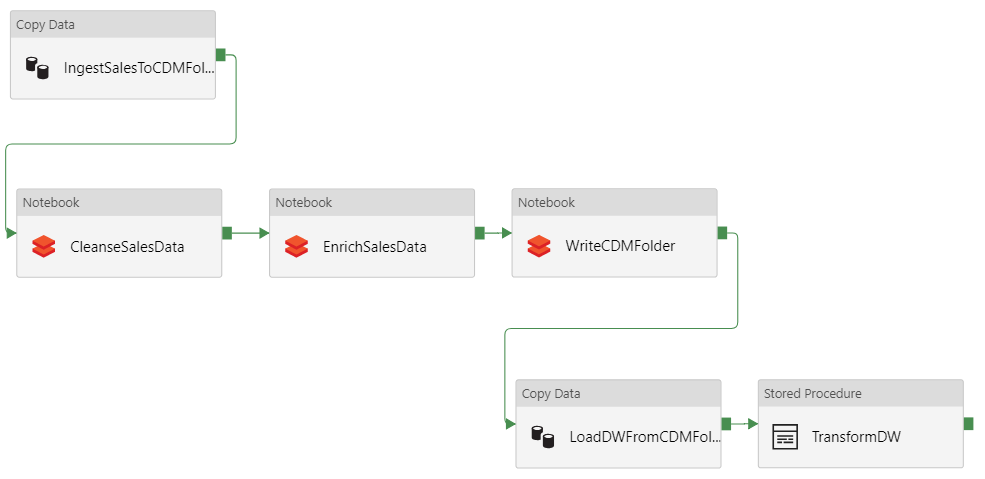 Copy Data
IngestSalesToCDMFol...
Notebook
CleanseSalesData
Notebook
EnrichSalesData
Notebook
WriteCDMFolder
Copy Data
LoadDWFromCDMFol...
Stored Procedure
TransformDW